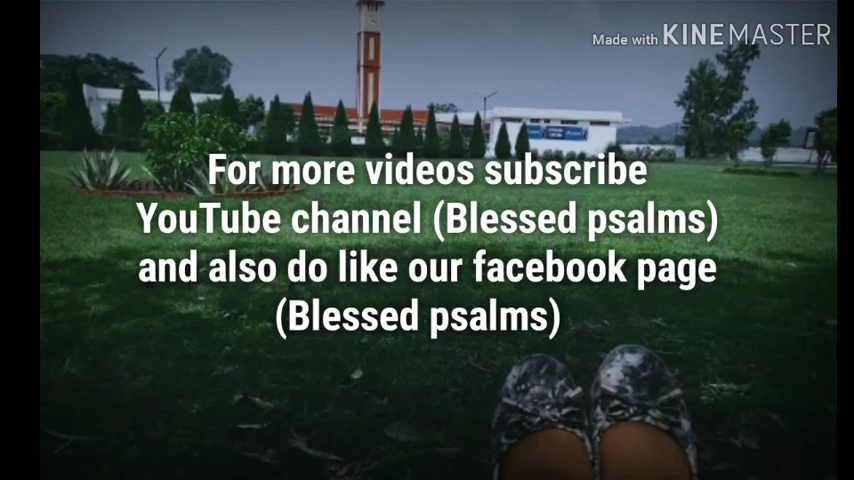 Made with KINEMASTER
For more videos subscribe
YouTube channel (Blessed psalms)
and also do like our facebook page
(Blessed psalms)